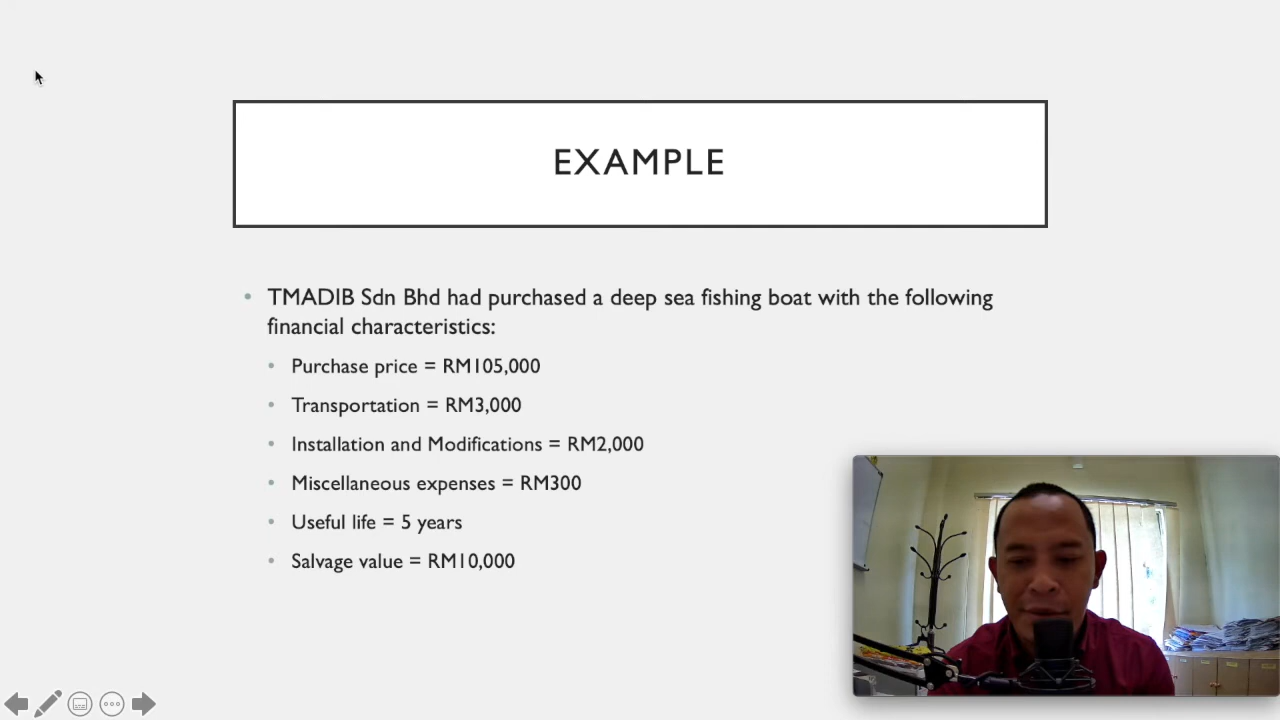 EXAMPLE
• TMADIB Sdn Bhd had purchased a deep sea fishing boat with the following
financial characteristics:
• Purchase price = RM105,000
• Transportation = RM3,000
• Installation and Modifications = RM2,000
• Miscellaneous expenses = RM300
• Useful life = 5 years
• Salvage value = RM10,000